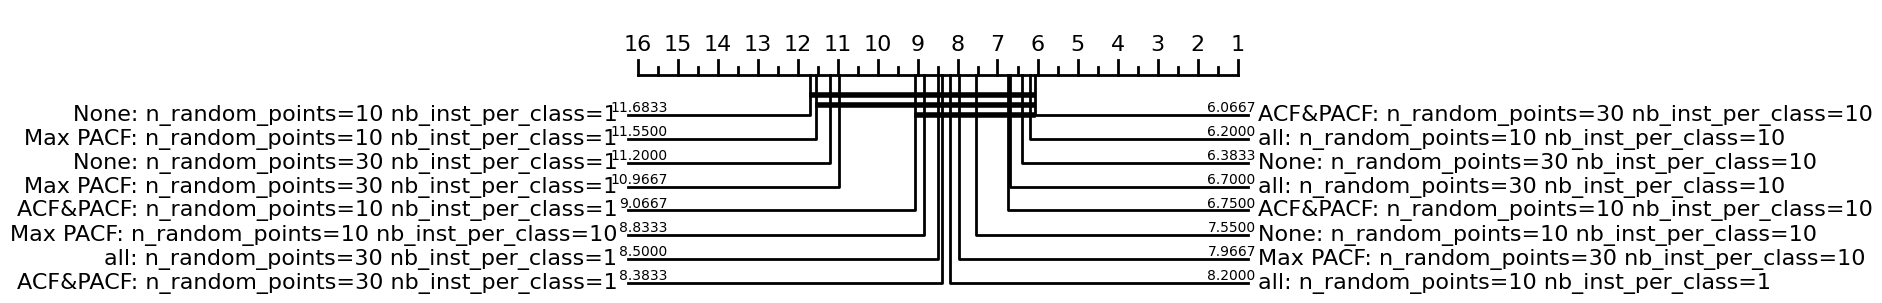 16 15 14 13 12 11 10 9 8 7 6 5 4 3 2 1
None: n_random_points=10 nb_inst_per_class=1 11.6833 6.0667 ACF&PACF: n_random_points=30 nb_inst_per_class=10
Max PACF: n_random_points=10 nb_inst_per_class=1 11.5500 6.2000 all: n_random_points=10 nb_inst_per_class=10
None: n_random_points=30 nb_inst_per_class=1 11.2000 6.3833 None: n_random_points=30 nb_inst_per_class=10
Max PACF: n_random_points=30 nb_inst_per_class=1 10.9667 6.7000 all: n_random_points=30 nb_inst_per_class=10
ACF&PACF: n_random_points=10 nb_inst_per_class=1 9.0667 6.7500 ACF&PACF: n_random_points=10 nb_inst_per_class=10
Max PACF: n_random_points=10 nb_inst_per_class=10 8.8333 7.5500 None: n_random_points=10 nb_inst_per_class=10
all: n_random_points=30 nb_inst_per_class=1 8.5000 7.9667 Max PACF: n_random_points=30 nb_inst_per_class=10
ACF&PACF: n_random_points=30 nb_inst_per_class=1 8.3833 8.2000 all: n_random_points=10 nb_inst_per_class=1